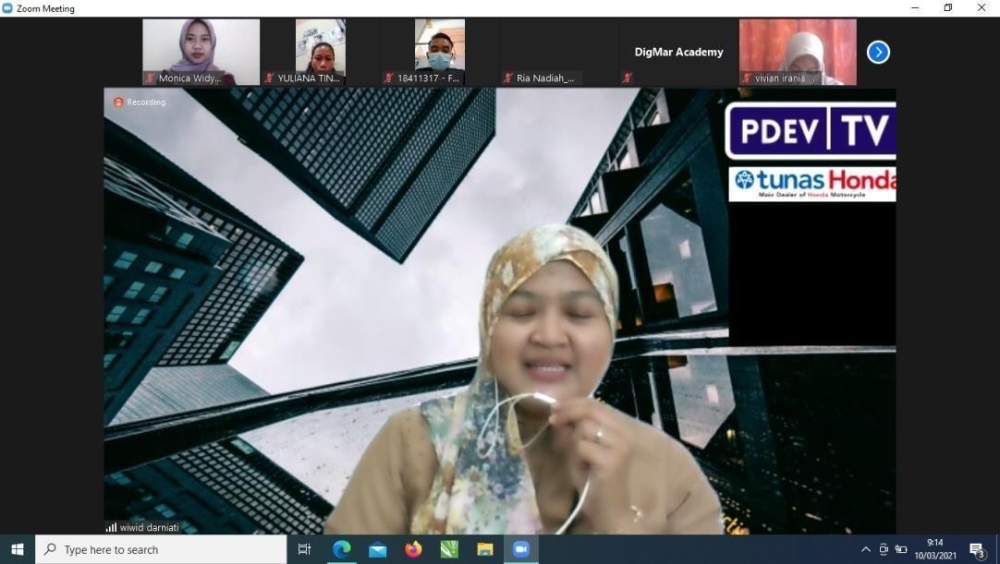 Zoom Meeting
Monica Widy...
YULIANA TIN...
18411317 - F...
Ria Nadiah_...
DigMar Academy
vivian irania ...
Recording
PDEV TV
tunas Honda
Main Dealer of Honda Motorcycle
wiwid darniati
Type here to search
9:14
10/03/2021
3